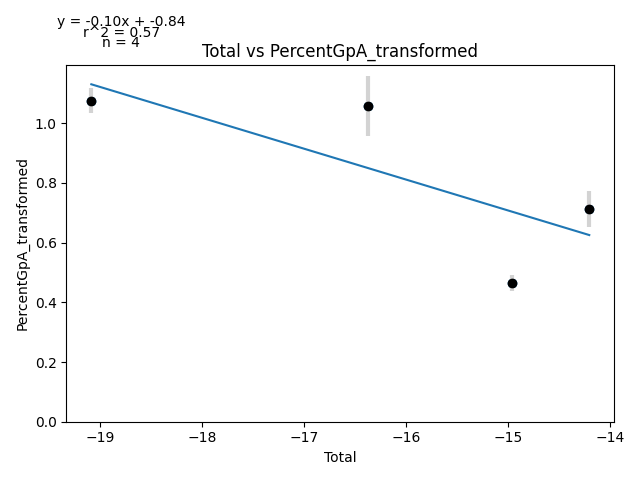 y = -0.10x + -0.84
r^2 = 0.57
n = 4
Total vs PercentGpA_transformed
PercentGpA_transformed
1.0
0.8
0.6
0.4
0.2
0.0
−19
−18
−17
−16
−15
−14
Total